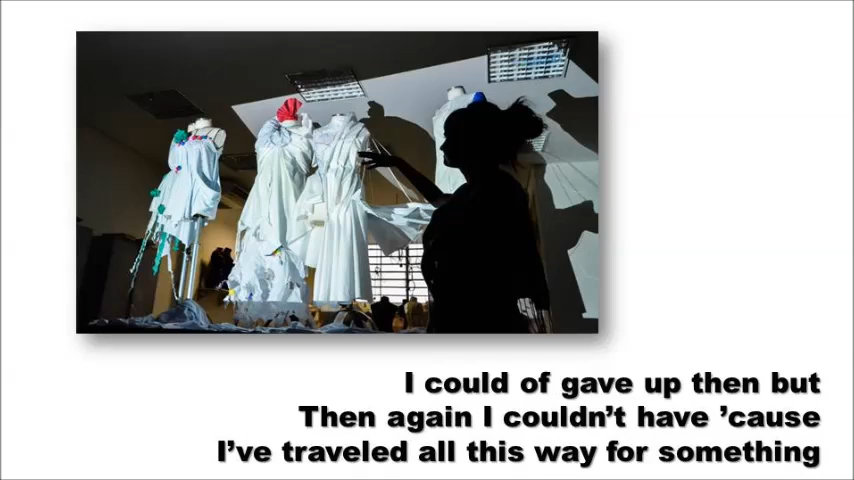 I could of gave up then but
Then again I couldn’t have ’cause
I’ve traveled all this way for something